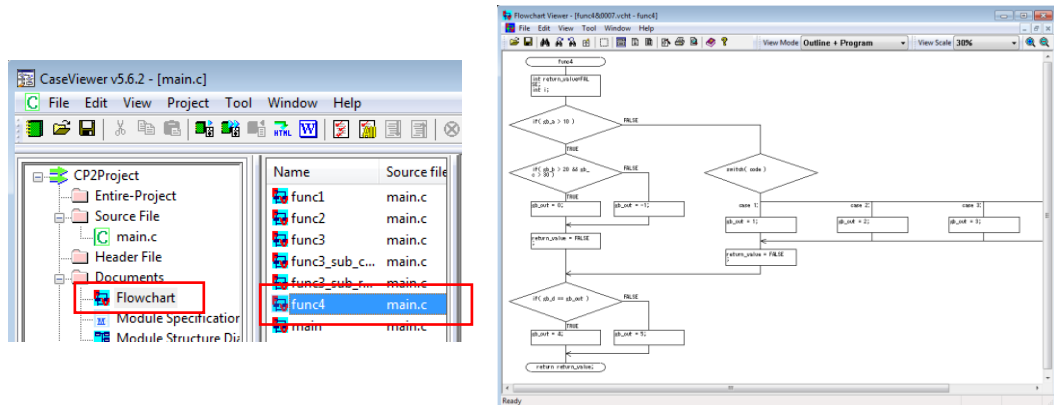 CaseViewer v5.6.2 - [main.c]
File Edit View Project Tool Window Help
HTML W
CP2Project
Entire-Project
Source File
main.c
Header File
Documents
Flowchart
Module Specification
Module Structure Dia
Name Source file
func1 main.c
func2 main.c
func3 main.c
func3_sub_c... main.c
func3_sub_r... main.c
func4 main.c
main main.c
Flowchart Viewer - [func4&0007.vcht - func4]
File Edit View Tool Window Help
View Mode Outline + Program View Scale 30%
func4
int return_value=FAL
SE;
int i;
if( gb_a > 10 ) FALSE
TRUE
if( gb_b > 20 && gb_
c > 30 ) FALSE
switch( code )
TRUE
case 1: case 2: case 3:
gb_out = 0; gb_out = -1;
gb_out = 1; gb_out = 2; gb_out = 3;
return_value = FALSE
;
return_value = FALSE
;
if( gb_d == gb_out ) FALSE
TRUE
gb_out = 4; gb_out = 5;
return return_value;
Ready